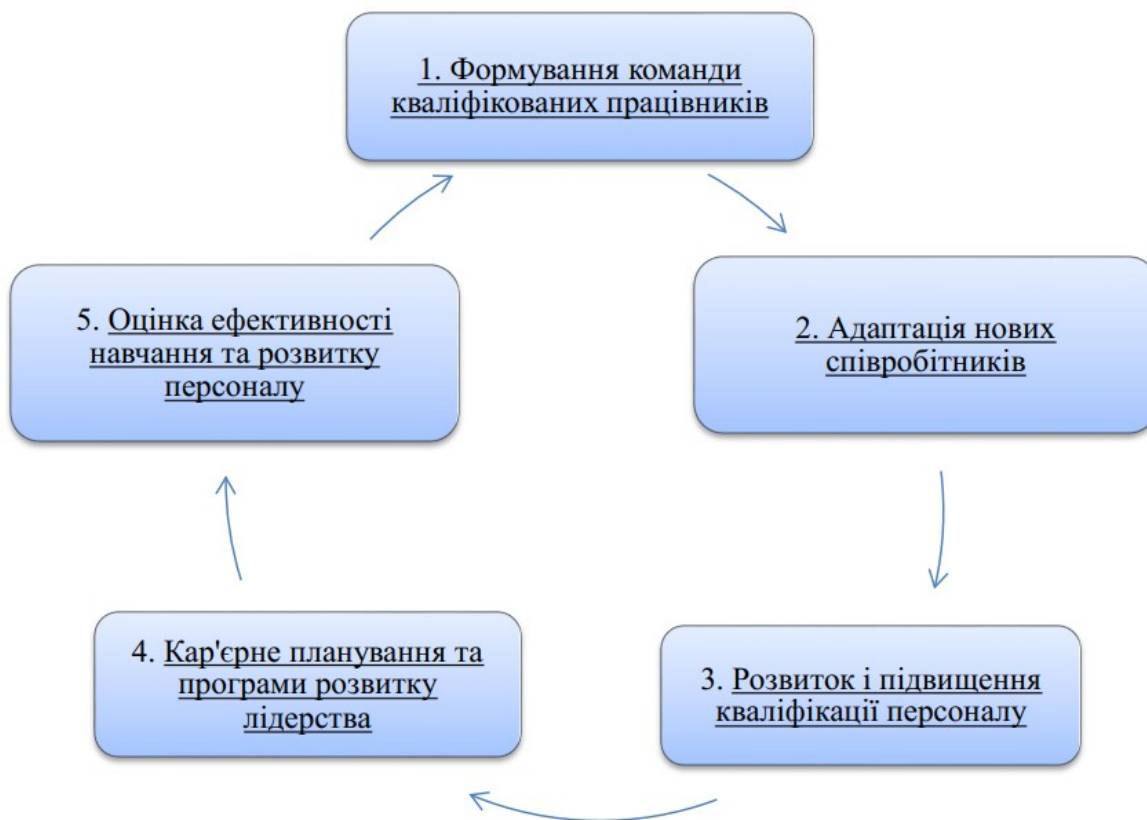 1. Формування команди
кваліфікованих працівників
2. Адаптація нових
співробітників
3. Розвиток і підвищення
кваліфікації персоналу
4. Кар'єрне планування та
програми розвитку
лідерства
5. Оцінка ефективності
навчання та розвитку
персоналу